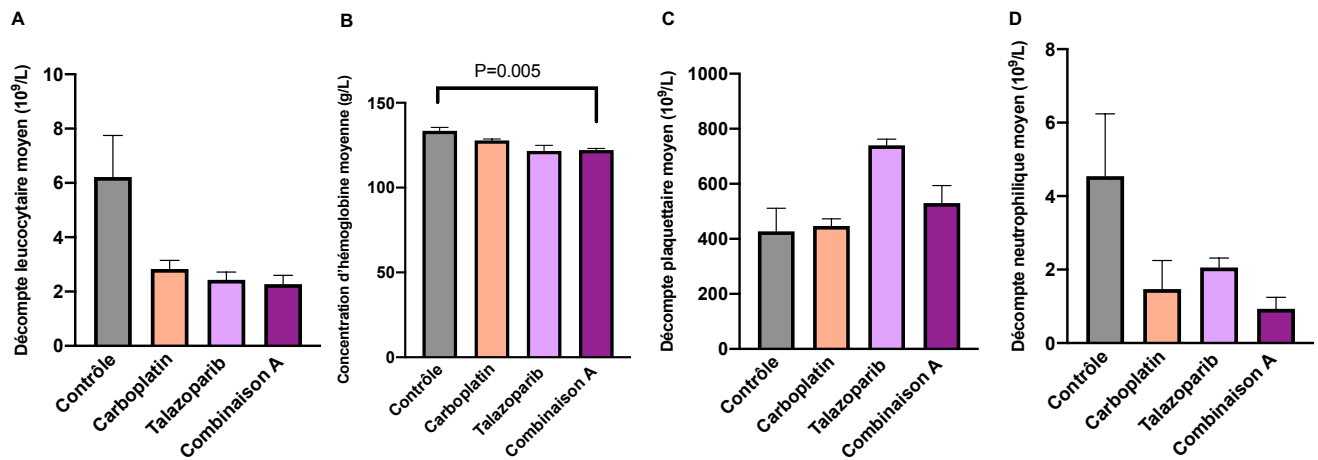 A
Décompte leucocytaire moyen (10⁹/L)
10
8
6
4
2
0
Contrôle
Carboplatin
Talazoparib
Combinaison A
B
Concentration d'hémoglobine moyenne (g/L)
P=0.005
150
100
50
0
Contrôle
Carboplatin
Talazoparib
Combinaison A
C
Décompte plaquettaire moyen (10⁹/L)
1000
800
600
400
200
0
Contrôle
Carboplatin
Talazoparib
Combinaison A
D
Décompte neutrophilique moyen (10⁹/L)
8
6
4
2
0
Contrôle
Carboplatin
Talazoparib
Combinaison A